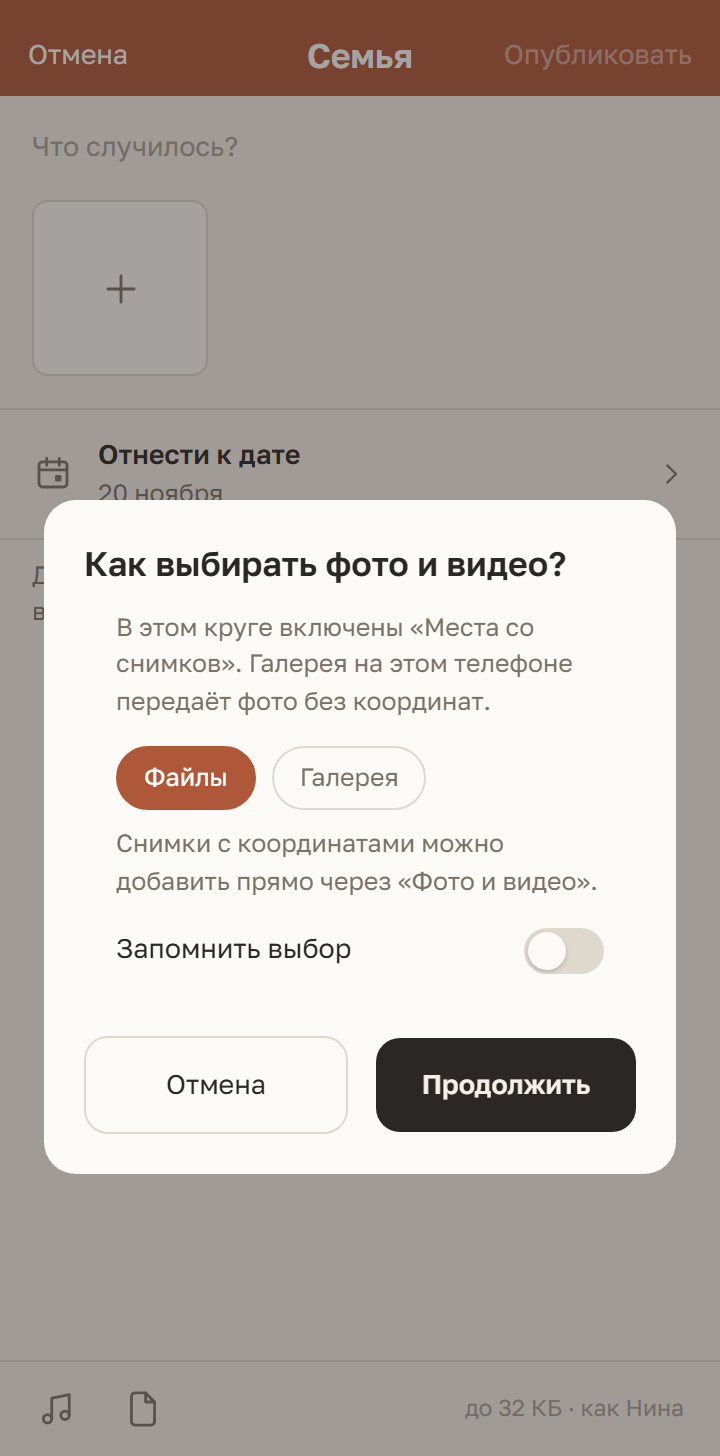 Отмена
Семья
Опубликовать
Что случилось?
Отнести к дате
20 ноября
Как выбирать фото и видео?
В этом круге включены «Места со
снимков». Галерея на этом телефоне
передаёт фото без координат.
Файлы
Галерея
Снимки с координатами можно
добавить прямо через «Фото и видео».
Запомнить выбор
Отмена
Продолжить
до 32 КБ · как Нина